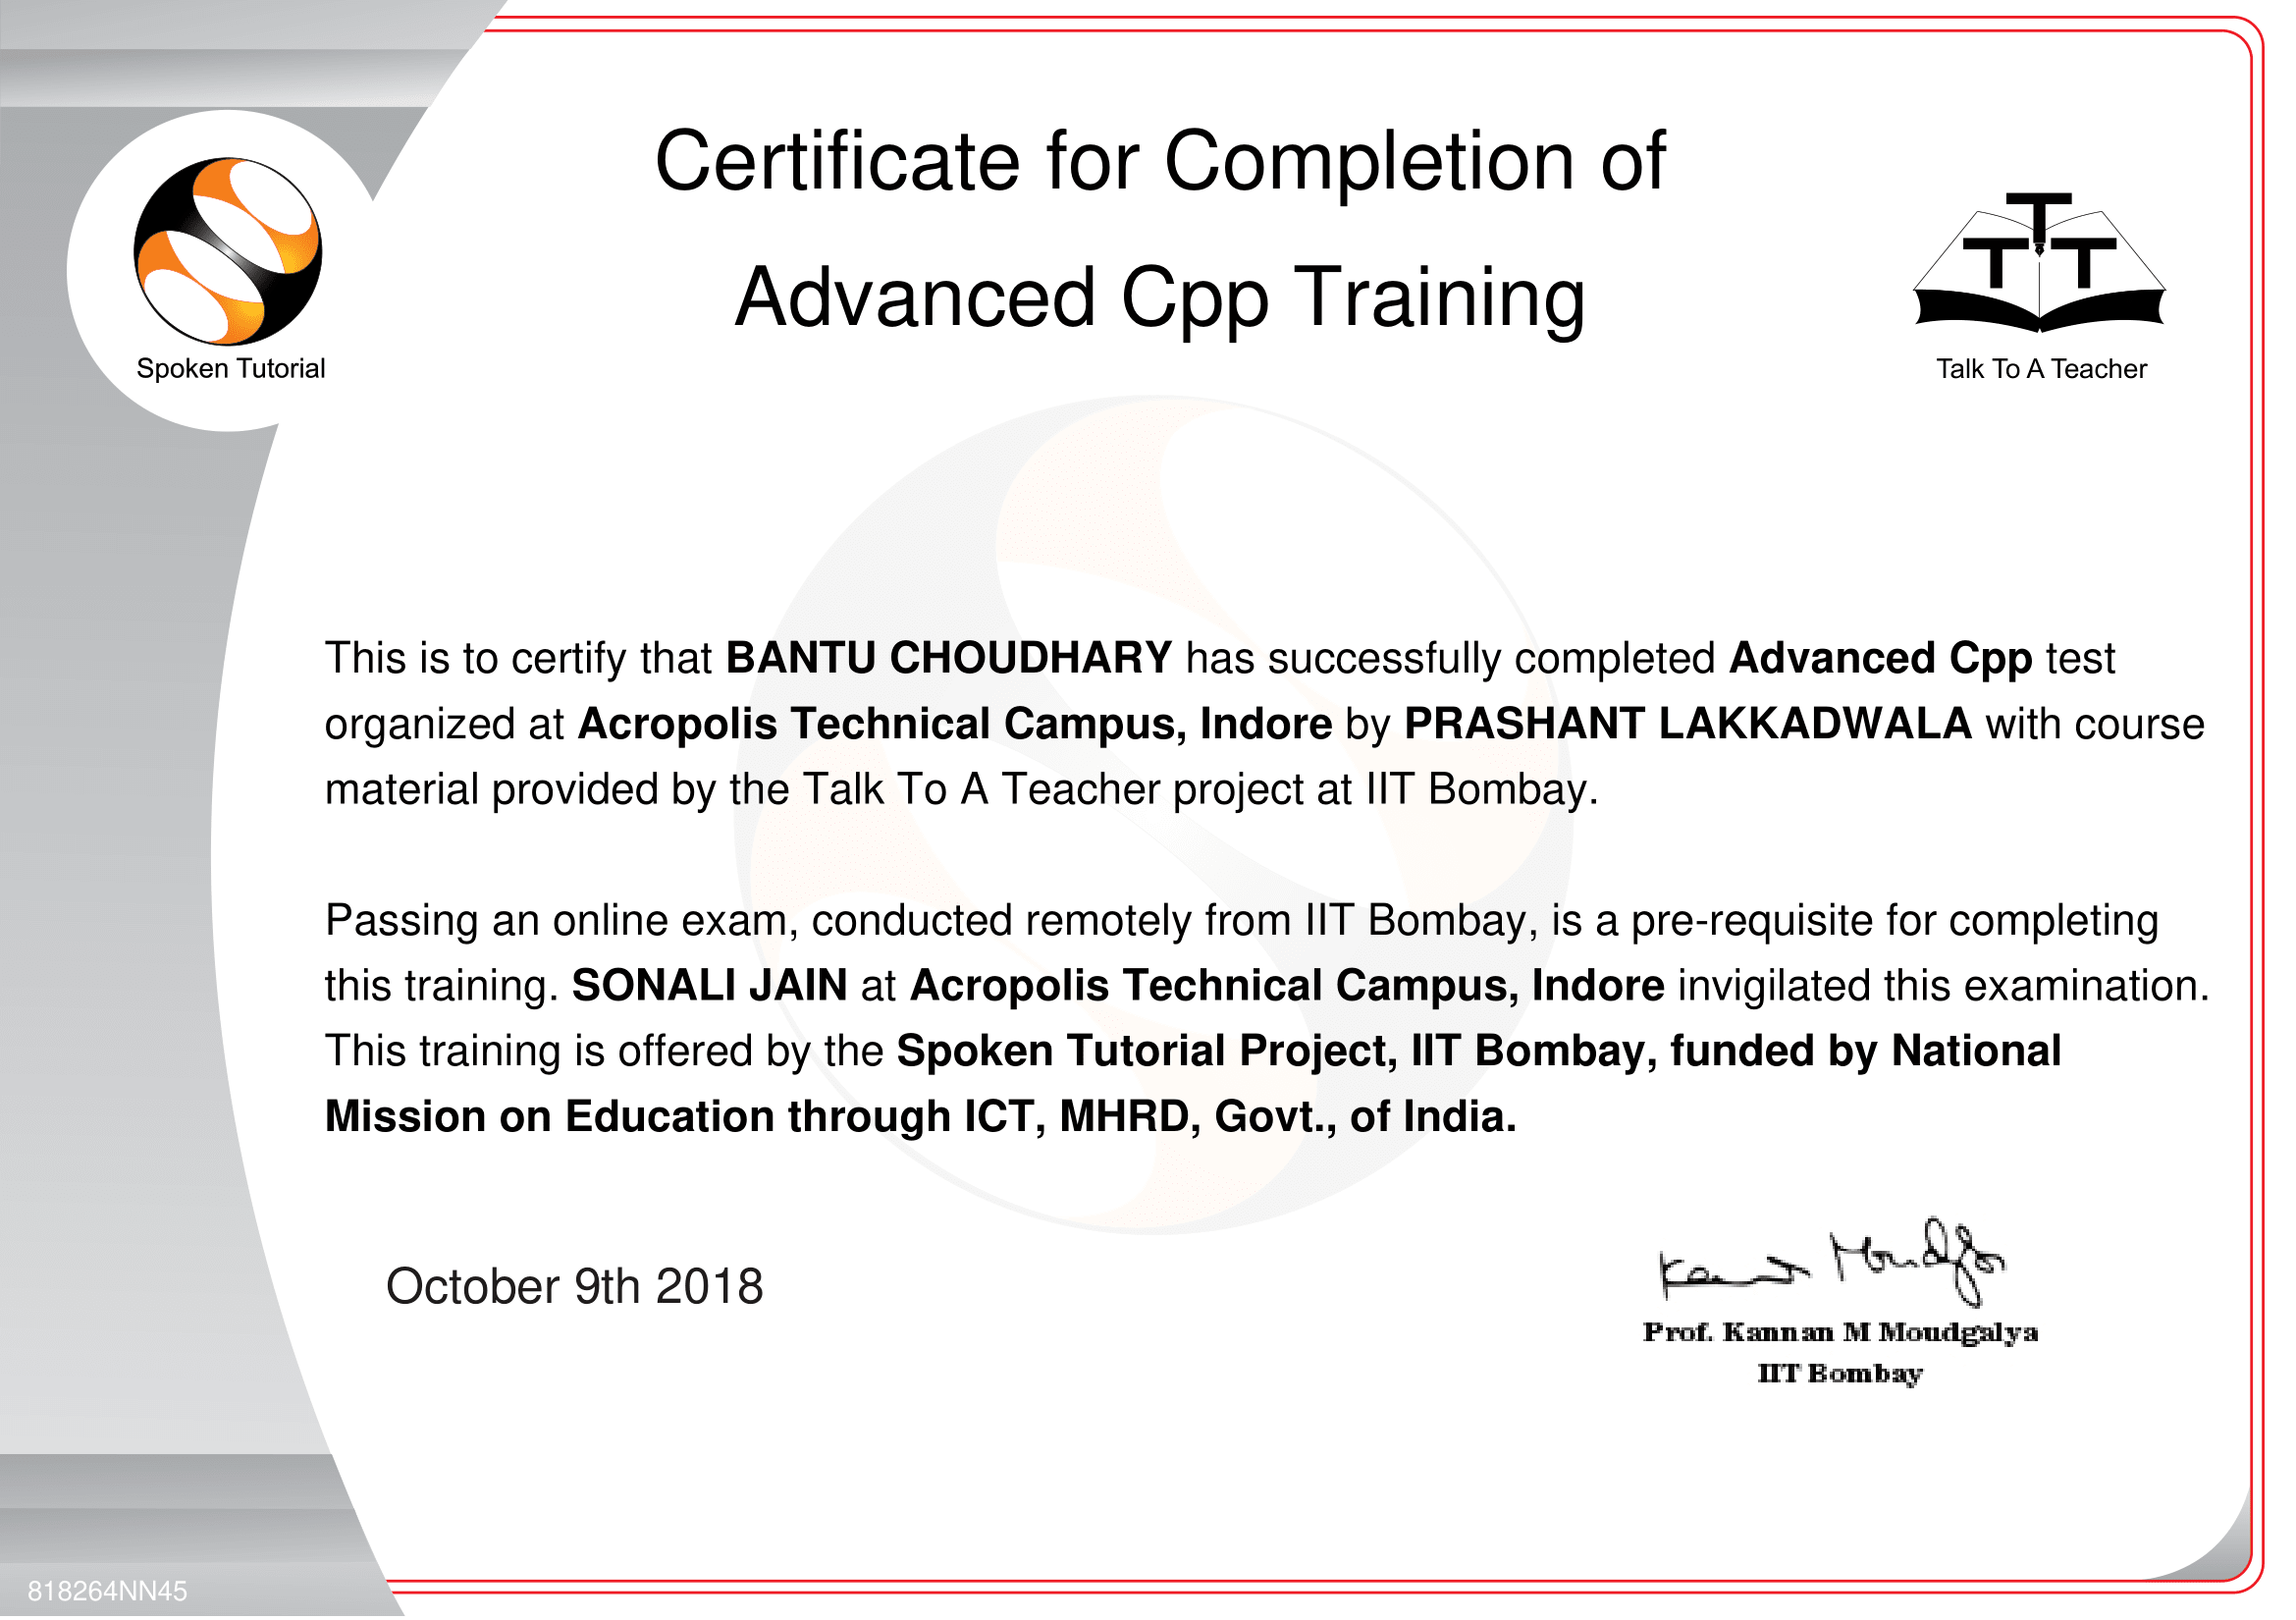 Certificate for Completion of
Advanced Cpp Training
Spoken Tutorial
TTT
Talk To A Teacher
This is to certify that BANTU CHOUDHARY has successfully completed Advanced Cpp test
organized at Acropolis Technical Campus, Indore by PRASHANT LAKKADWALA with course
material provided by the Talk To A Teacher project at IIT Bombay.
Passing an online exam, conducted remotely from IIT Bombay, is a pre-requisite for completing
this training. SONALI JAIN at Acropolis Technical Campus, Indore invigilated this examination.
This training is offered by the Spoken Tutorial Project, IIT Bombay, funded by National
Mission on Education through ICT, MHRD, Govt., of India.
October 9th 2018
Prof. Kannan M Moudgalya
IIT Bombay
818264NN45